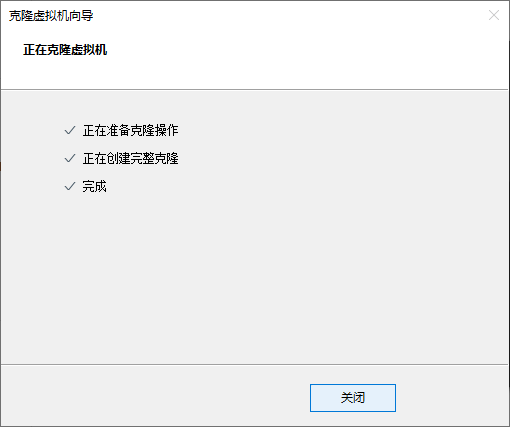 克隆虚拟机向导
正在克隆虚拟机
正在准备克隆操作
正在创建完整克隆
完成
关闭